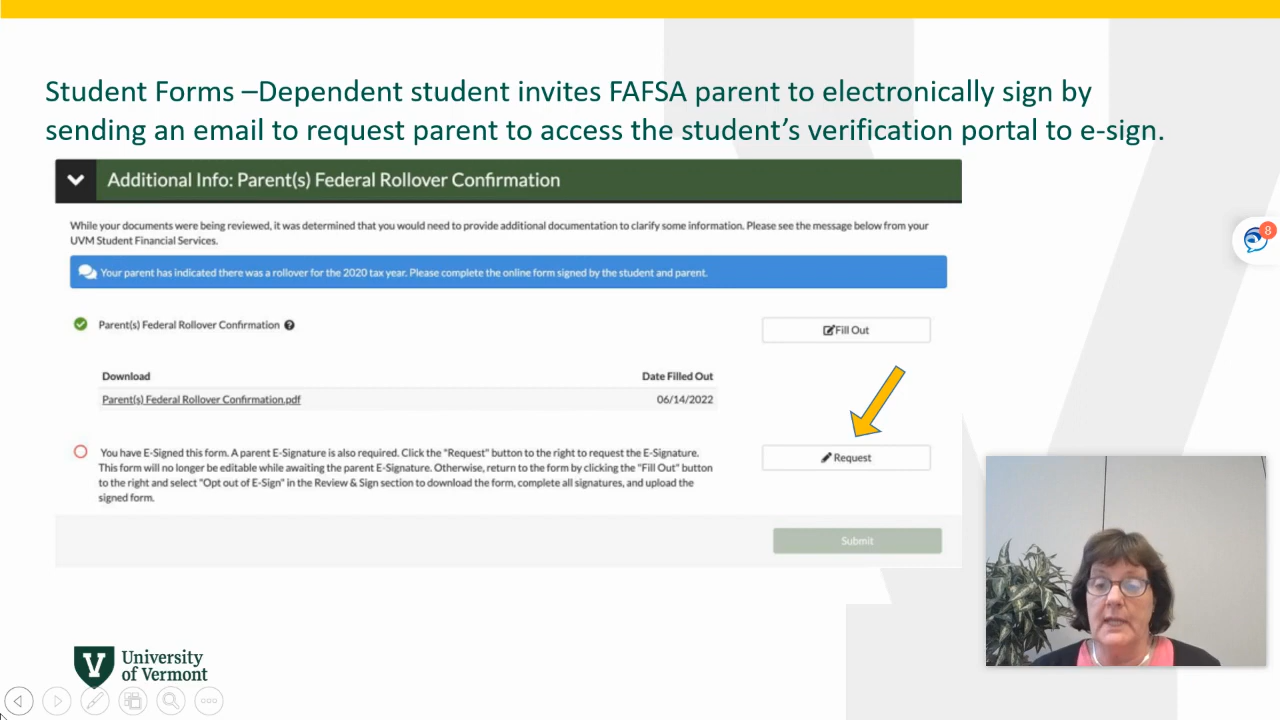 Student Forms –Dependent student invites FAFSA parent to electronically sign by
sending an email to request parent to access the student's verification portal to e-sign.
Additional Info: Parent(s) Federal Rollover Confirmation
While your documents were being reviewed, it was determined that you would need to provide additional documentation to clarify some information. Please see the message below from your
UVM Student Financial Services.
8
Your parent has indicated there was a rollover for the 2020 tax year. Please complete the online form signed by the student and parent.
Parent(s) Federal Rollover Confirmation ?
Fill Out
Download Date Filled Out
Parent(s) Federal Rollover Confirmation.pdf 06/14/2022
You have E-Signed this form. A parent E-Signature is also required. Click the "Request" button to the right to request the E-Signature.
This form will no longer be editable while awaiting the parent E-Signature. Otherwise, return to the form by clicking the "Fill Out" button
to the right and select "Opt out of E-Sign" in the Review & Sign section to download the form, complete all signatures, and upload the
signed form.
Request
Submit
V University
of Vermont